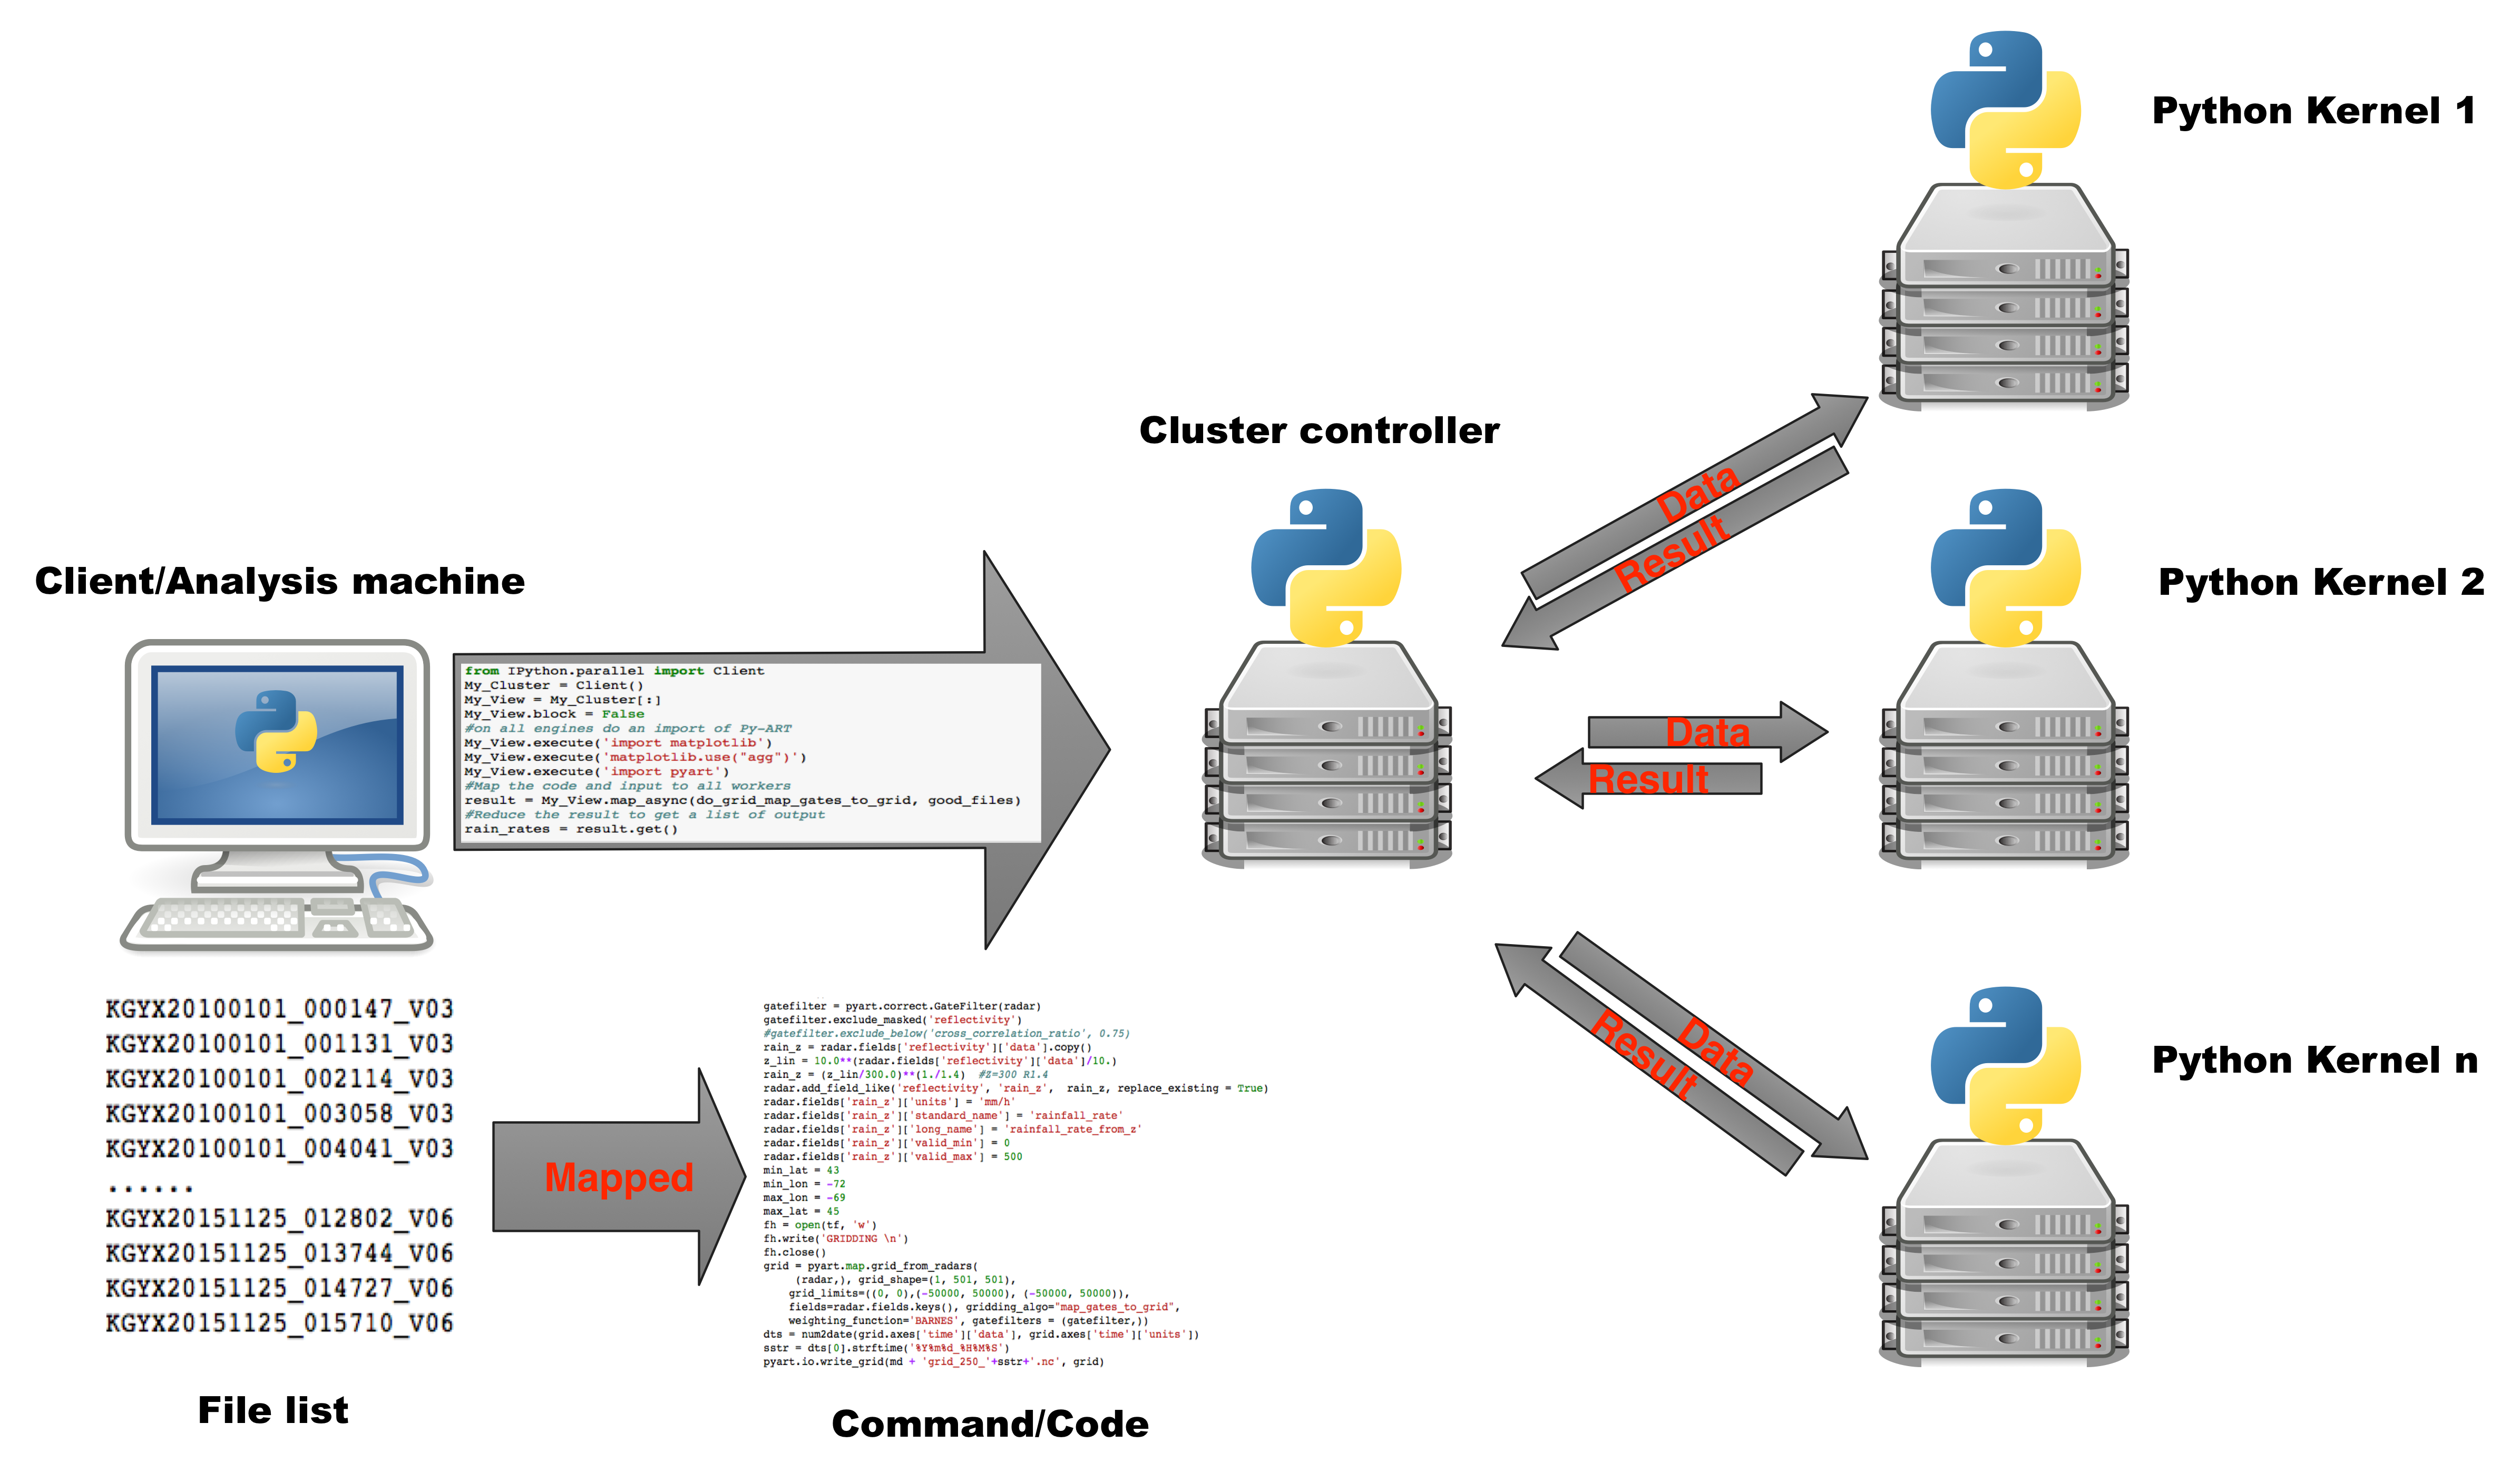 Python Kernel 1
Cluster controller
Data
Result
Client/Analysis machine
Python Kernel 2
from IPython.parallel import Client
My_Cluster = Client()
My_View = My_Cluster[:]
My_View.block = False
#on all engines do an import of Py-ART
My_View.execute('import matplotlib')
My_View.execute('matplotlib.use("agg")')
My_View.execute('import pyart')
#Map the code and input to all workers
result = My_View.map_async(do_grid_map_gates_to_grid, good_files)
#Reduce the result to get a list of output
rain_rates = result.get()
Data
Result
Data
Result
Python Kernel n
KGYX20100101_000147_V03
KGYX20100101_001131_V03
KGYX20100101_002114_V03
KGYX20100101_003058_V03
KGYX20100101_004041_V03
......
KGYX20151125_012802_V06
KGYX20151125_013744_V06
KGYX20151125_014727_V06
KGYX20151125_015710_V06
File list
Mapped
gatefilter = pyart.correct.GateFilter(radar)
gatefilter.exclude_masked('reflectivity')
#gatefilter.exclude_below('cross_correlation_ratio', 0.75)
rain_z = radar.fields['reflectivity']['data'].copy()
z_lin = 10.0**(radar.fields['reflectivity']['data']/10.)
rain_z = (z_lin/300.0)**(1./1.4)  #Z=300 R1.4
radar.add_field_like('reflectivity', 'rain_z',  rain_z, replace_existing = True)
radar.fields['rain_z']['units'] = 'mm/h'
radar.fields['rain_z']['standard_name'] = 'rainfall_rate'
radar.fields['rain_z']['long_name'] = 'rainfall_rate_from_z'
radar.fields['rain_z']['valid_min'] = 0
radar.fields['rain_z']['valid_max'] = 500
min_lat = 43
min_lon = -72
max_lon = -69
max_lat = 45
fh = open(tf, 'w')
fh.write('GRIDDING \n')
fh.close()
grid = pyart.map.grid_from_radars(
(radar,), grid_shape=(1, 501, 501),
grid_limits=((0, 0),(-50000, 50000), (-50000, 50000)),
fields=radar.fields.keys(), gridding_algo="map_gates_to_grid",
weighting_function='BARNES', gatefilters = (gatefilter,))
dts = num2date(grid.axes['time']['data'], grid.axes['time']['units'])
sstr = dts[0].strftime('%Y%m%d_%H%M%S')
pyart.io.write_grid(md + 'grid_250_'+sstr+'.nc', grid)
Command/Code